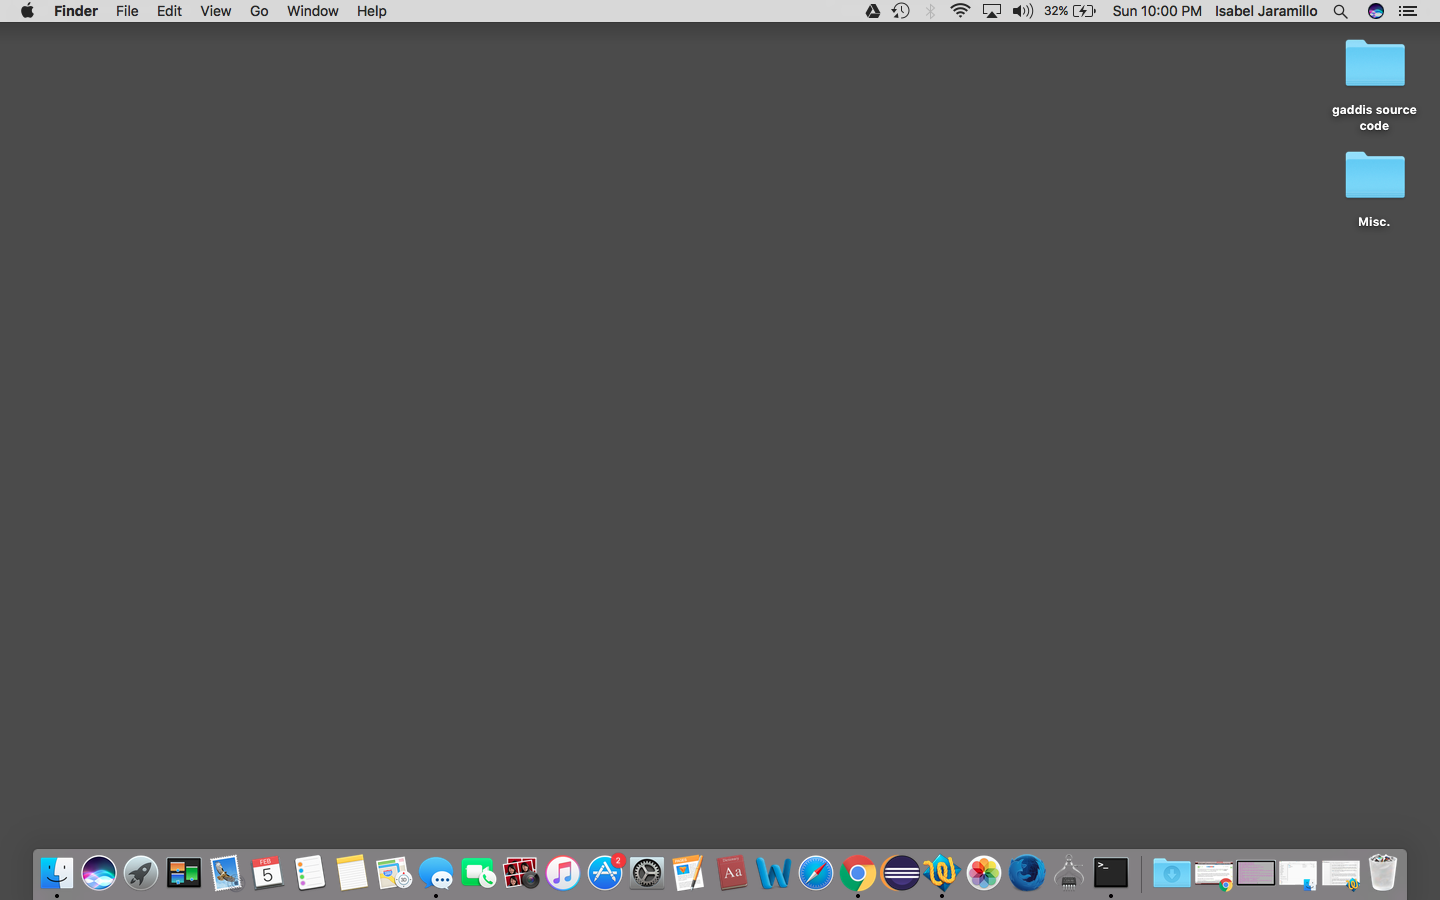 Finder File Edit View Go Window Help 32% Sun 10:00 PM Isabel Jaramillo
gaddis source
code
Misc.
FEB
5
2
Aa
>_